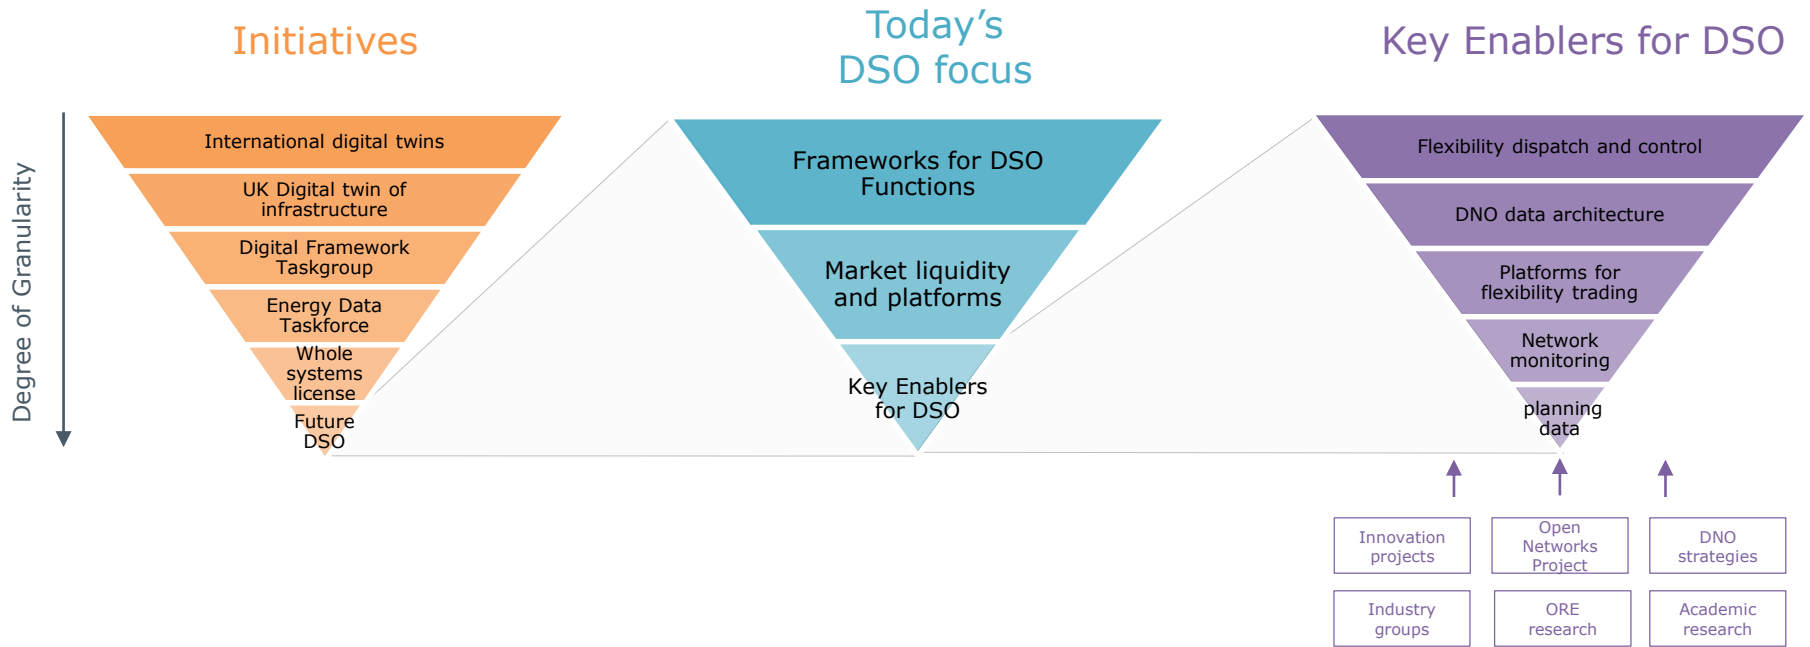 Initiatives
Today’s
DSO focus
Key Enablers for DSO
Degree of Granularity
International digital twins
UK Digital twin of
infrastructure
Digital Framework
Taskgroup
Energy Data
Taskforce
Whole
systems
license
Future
DSO
Frameworks for DSO
Functions
Market liquidity
and platforms
Key Enablers
for DSO
Flexibility dispatch and control
DNO data architecture
Platforms for
flexibility trading
Network
monitoring
planning
data
Innovation
projects
Open
Networks
Project
DNO
strategies
Industry
groups
ORE
research
Academic
research